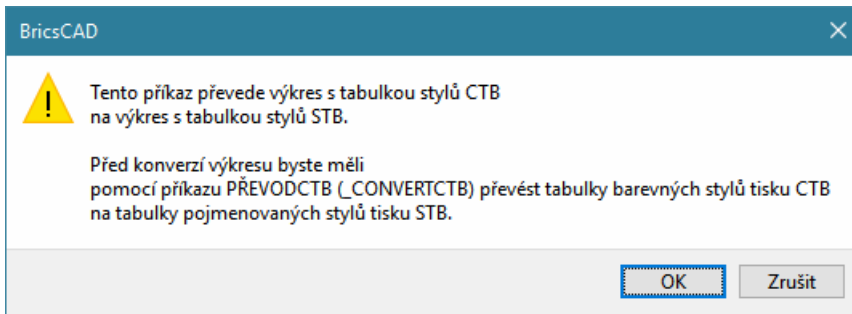 BricsCAD
Tento příkaz převede výkres s tabulkou stylů CTB
na výkres s tabulkou stylů STB.
Před konverzí výkresu byste měli
pomocí příkazu PŘEVODCTB (_CONVERTCTB) převést tabulky barevných stylů tisku CTB
na tabulky pojmenovaných stylů tisku STB.
OK
Zrušit